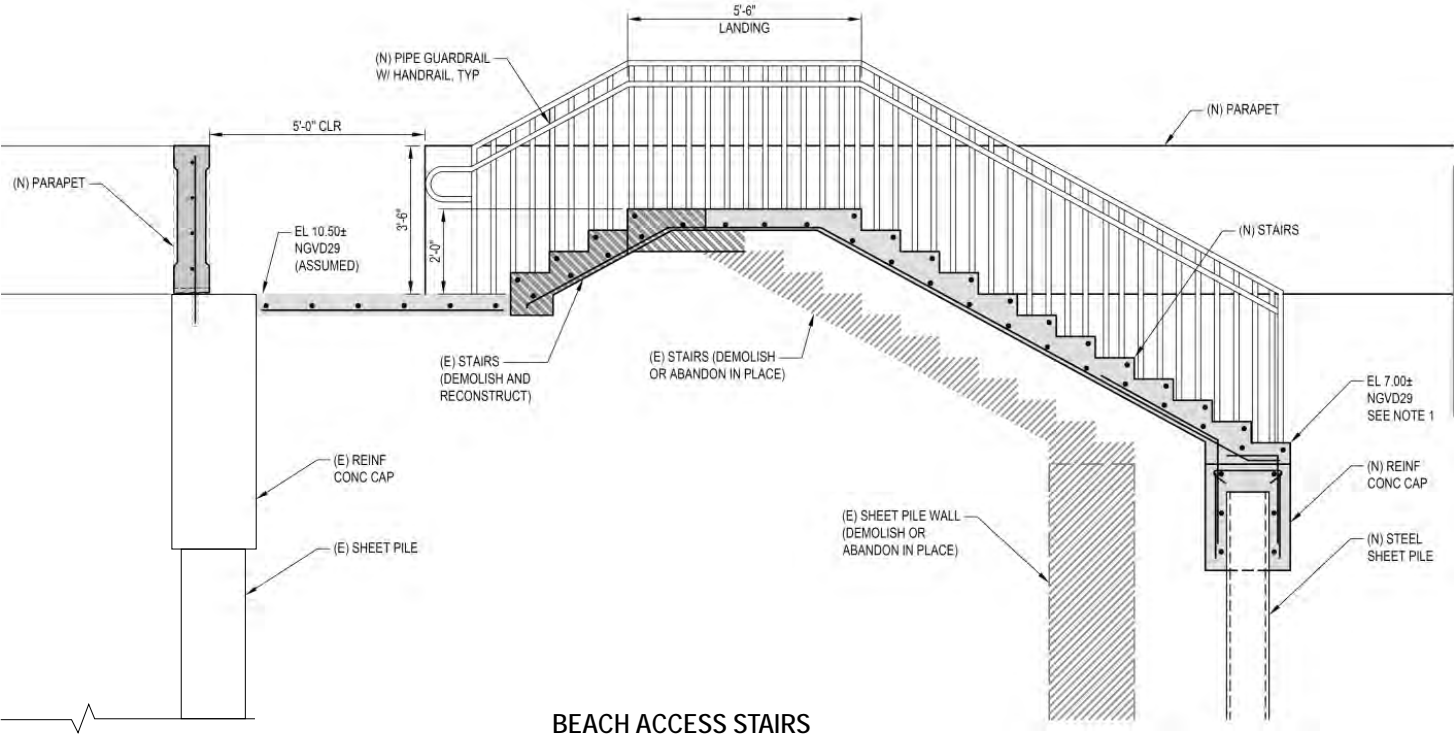 5'-6"
LANDING
(N) PIPE GUARDRAIL
W/ HANDRAIL, TYP
(N) PARAPET
5'-0" CLR
(N) PARAPET
3'-6"
EL 10.50±
NGVD29
(ASSUMED)
2'-0"
(N) STAIRS
(E) STAIRS
(DEMOLISH AND
RECONSTRUCT)
(E) STAIRS (DEMOLISH
OR ABANDON IN PLACE)
EL 7.00±
NGVD29
SEE NOTE 1
(E) REINF
CONC CAP
(N) REINF
CONC CAP
(E) SHEET PILE WALL
(DEMOLISH OR
ABANDON IN PLACE)
(E) SHEET PILE
(N) STEEL
SHEET PILE
BEACH ACCESS STAIRS